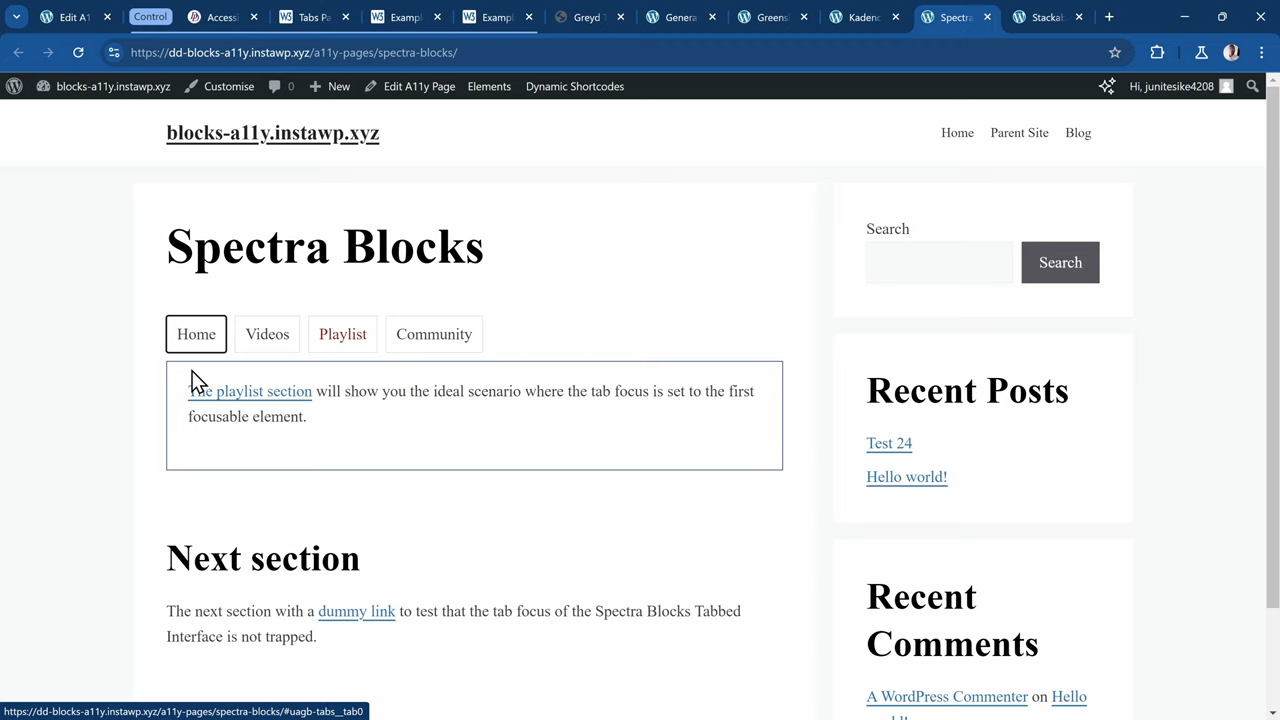 Edit A1
Control
Accessi
Tabs Pa
Exampl
Exampl
Greyd T
Genera
Greensh
Kadenc
Spectra
Stackab
https://dd-blocks-a11y.instawp.xyz/a11y-pages/spectra-blocks/
blocks-a11y.instawp.xyz
Customise
0
New
Edit A11y Page
Elements
Dynamic Shortcodes
Hi, junitesike4208
blocks-a11y.instawp.xyz
Home
Parent Site
Blog
Spectra Blocks
Home
Videos
Playlist
Community
The playlist section will show you the ideal scenario where the tab focus is set to the first
focusable element.
Next section
The next section with a dummy link to test that the tab focus of the Spectra Blocks Tabbed
Interface is not trapped.
Search
Search
Recent Posts
Test 24
Hello world!
Recent
Comments
A WordPress Commenter on Hello
https://dd-blocks-a11y.instawp.xyz/a11y-pages/spectra-blocks/#uagb-tabs__tab0